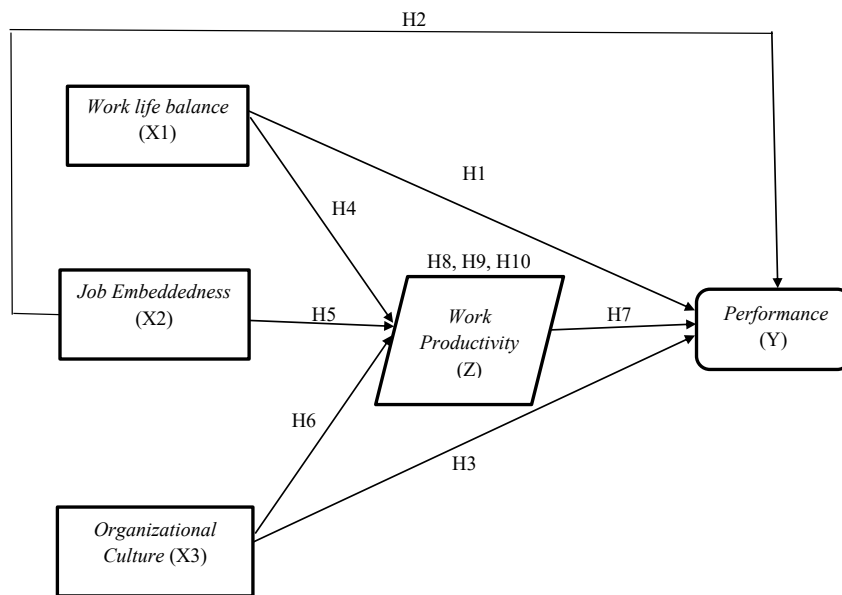 H2
Work life balance
(X1)
H1
H4
H8, H9, H10
Job Embeddedness
(X2)
H5
Work
Productivity
(Z)
H7
Performance
(Y)
H6
H3
Organizational
Culture (X3)